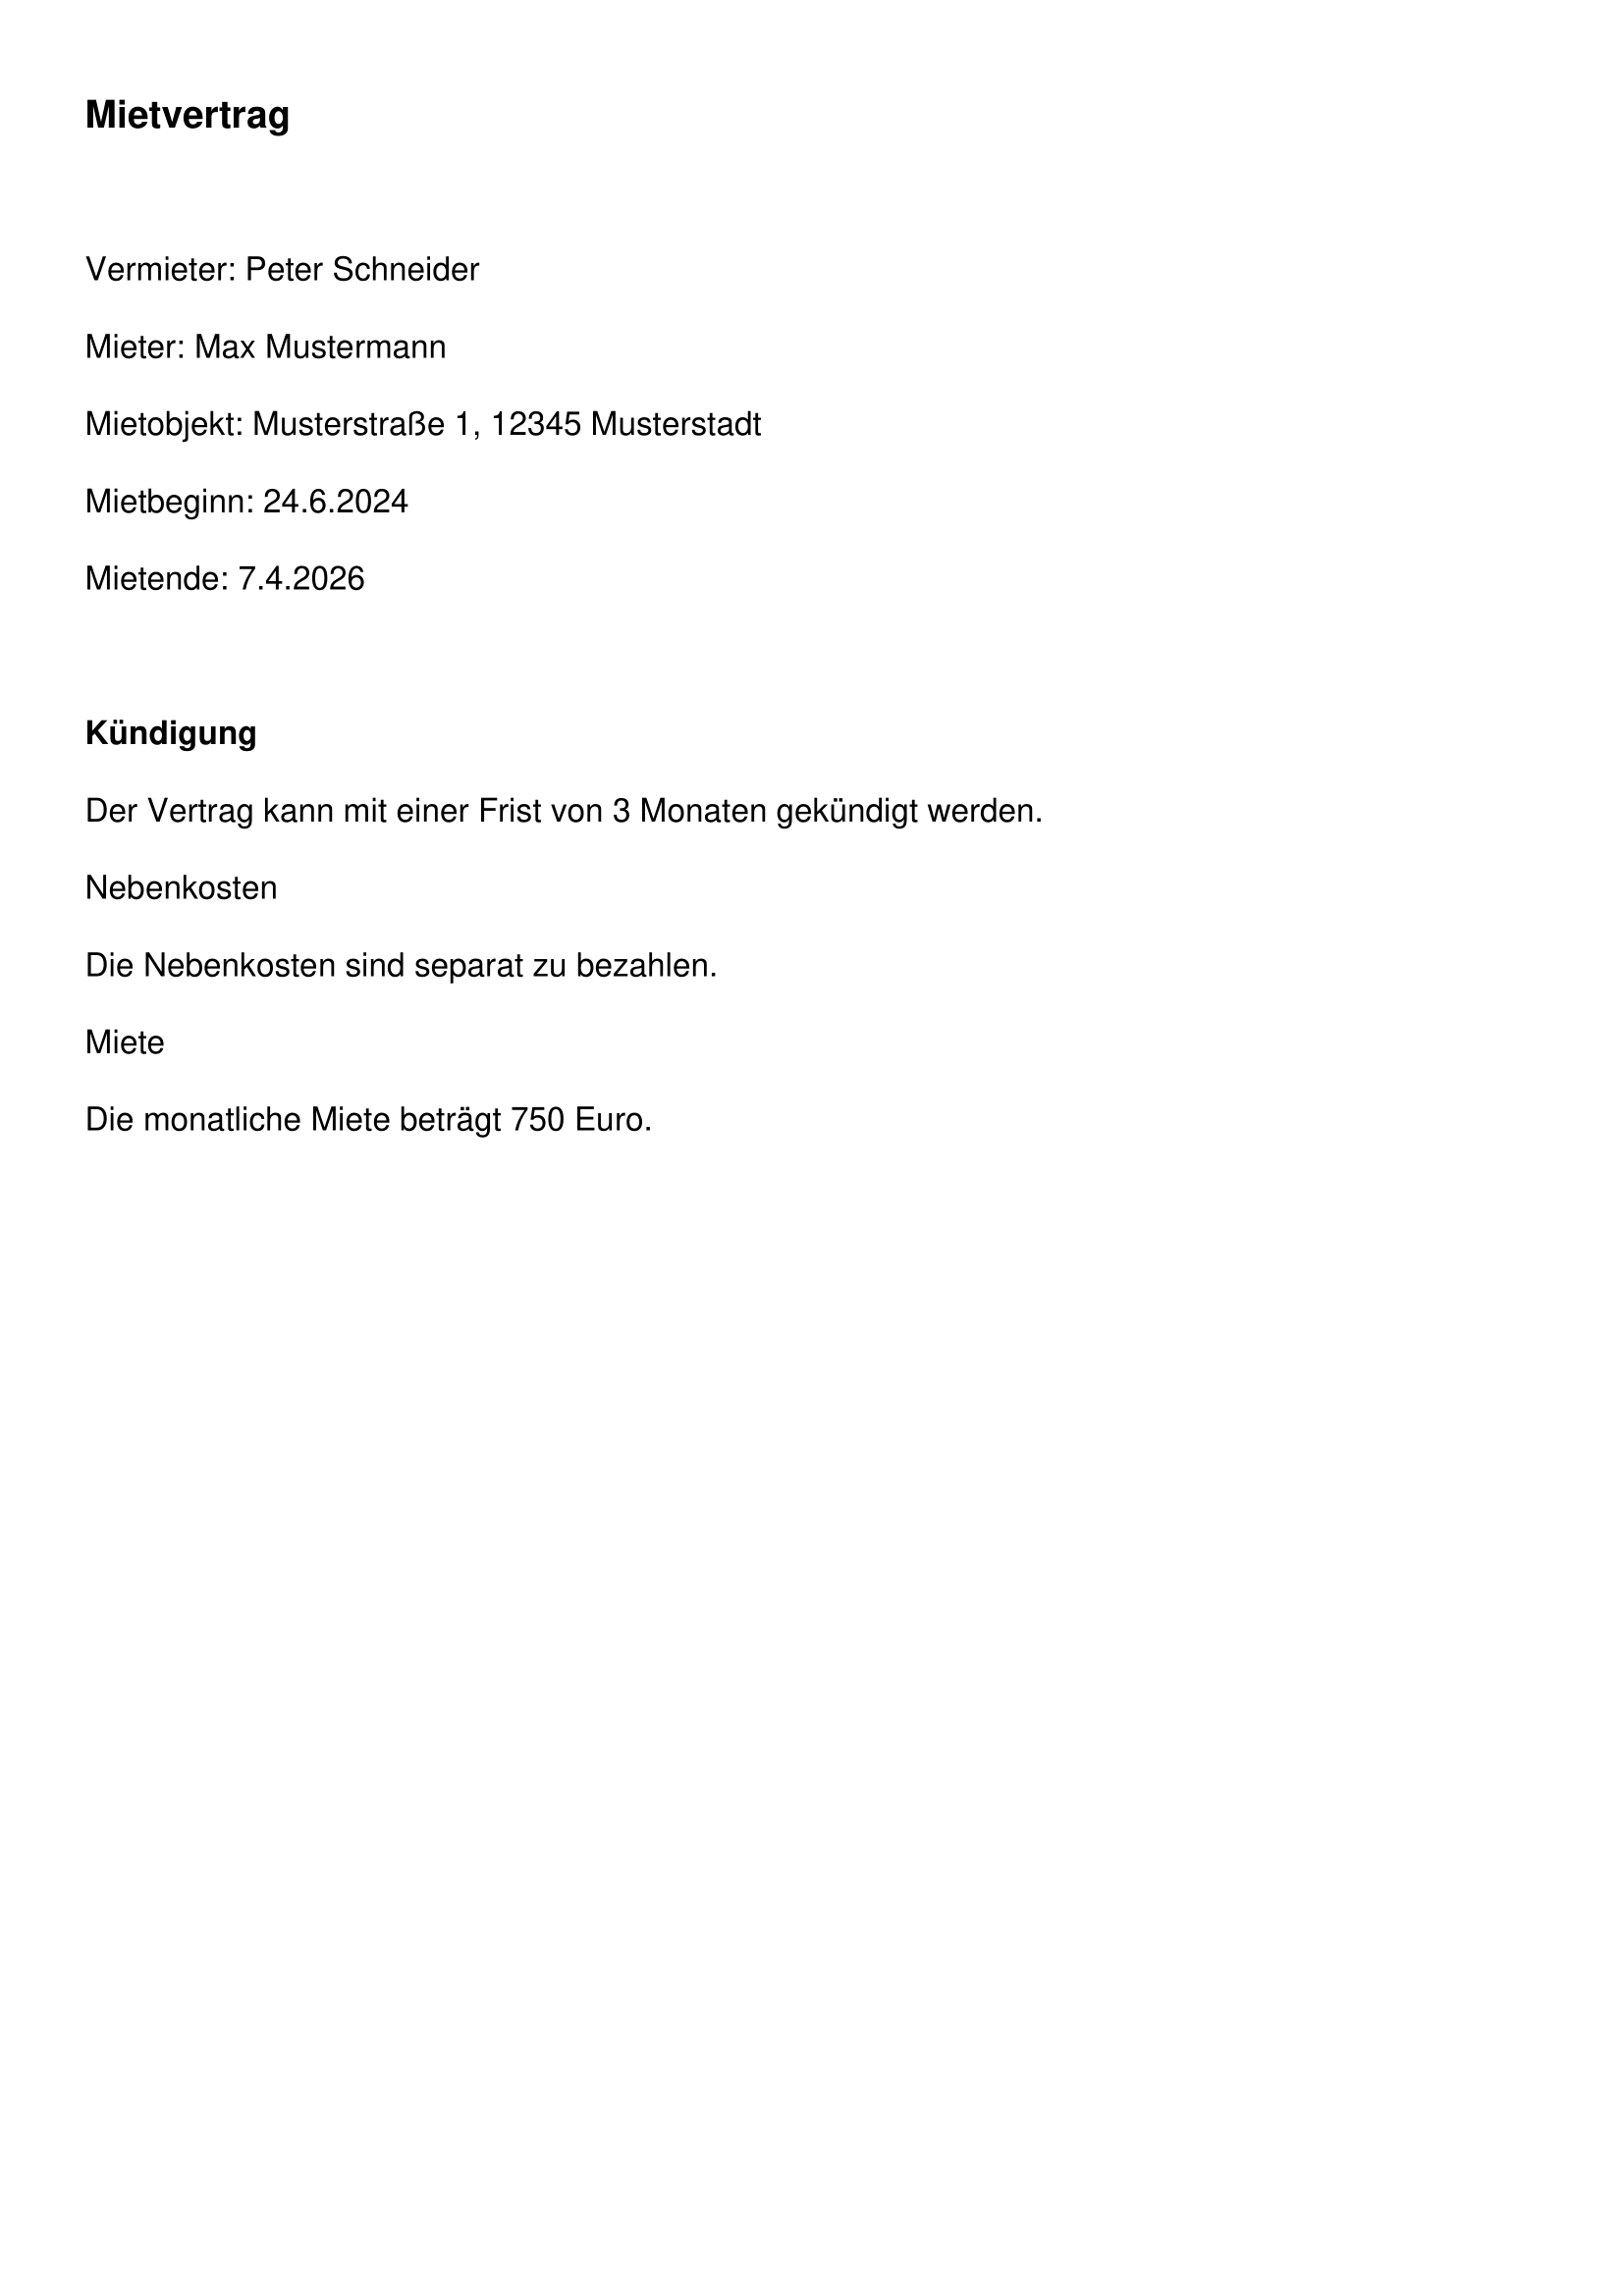 Mietvertrag
Vermieter: Peter Schneider
Mieter: Max Mustermann
Mietobjekt: Musterstraße 1, 12345 Musterstadt
Mietbeginn: 24.6.2024
Mietende: 7.4.2026
Kündigung
Der Vertrag kann mit einer Frist von 3 Monaten gekündigt werden.
Nebenkosten
Die Nebenkosten sind separat zu bezahlen.
Miete
Die monatliche Miete beträgt 750 Euro.